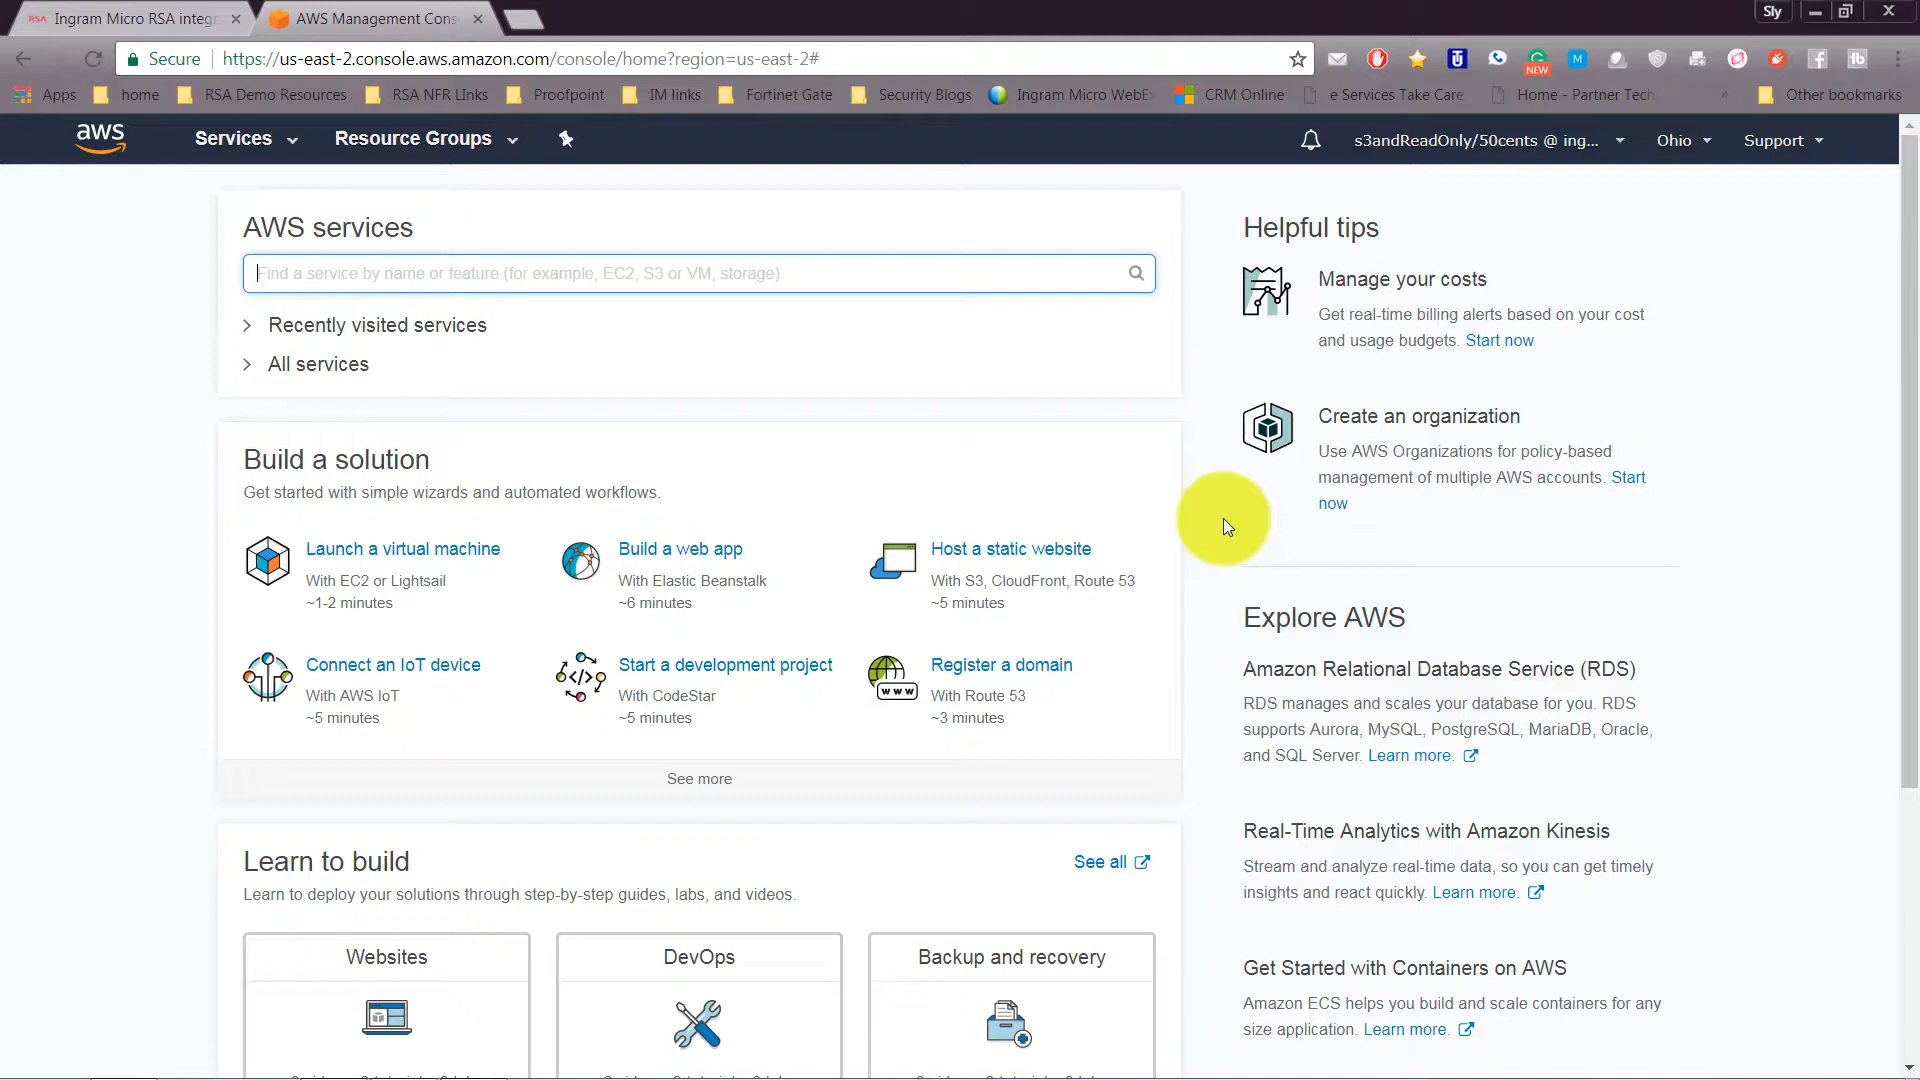 RSA Ingram Micro RSA integr
AWS Management Cons
Sly
Secure https://us-east-2.console.aws.amazon.com/console/home?region=us-east-2#
NEW
Apps home RSA Demo Resources RSA NFR LInks Proofpoint IM links Fortinet Gate Security Blogs Ingram Micro WebEx CRM Online e Services Take Care Home - Partner Tech » Other bookmarks
aws Services Resource Groups s3andReadOnly/50cents @ ing... Ohio Support
AWS services
Find a service by name or feature (for example, EC2, S3 or VM, storage)
Recently visited services
All services
Build a solution
Get started with simple wizards and automated workflows.
Launch a virtual machine
With EC2 or Lightsail
~1-2 minutes
Build a web app
With Elastic Beanstalk
~6 minutes
Host a static website
With S3, CloudFront, Route 53
~5 minutes
Connect an IoT device
With AWS IoT
~5 minutes
Start a development project
With CodeStar
~5 minutes
Register a domain
With Route 53
~3 minutes
www
See more
Learn to build
See all
Learn to deploy your solutions through step-by-step guides, labs, and videos.
Websites
DevOps
Backup and recovery
Helpful tips
Manage your costs
Get real-time billing alerts based on your cost
and usage budgets. Start now
Create an organization
Use AWS Organizations for policy-based
management of multiple AWS accounts. Start
now
Explore AWS
Amazon Relational Database Service (RDS)
RDS manages and scales your database for you. RDS
supports Aurora, MySQL, PostgreSQL, MariaDB, Oracle,
and SQL Server. Learn more.
Real-Time Analytics with Amazon Kinesis
Stream and analyze real-time data, so you can get timely
insights and react quickly. Learn more.
Get Started with Containers on AWS
Amazon ECS helps you build and scale containers for any
size application. Learn more.